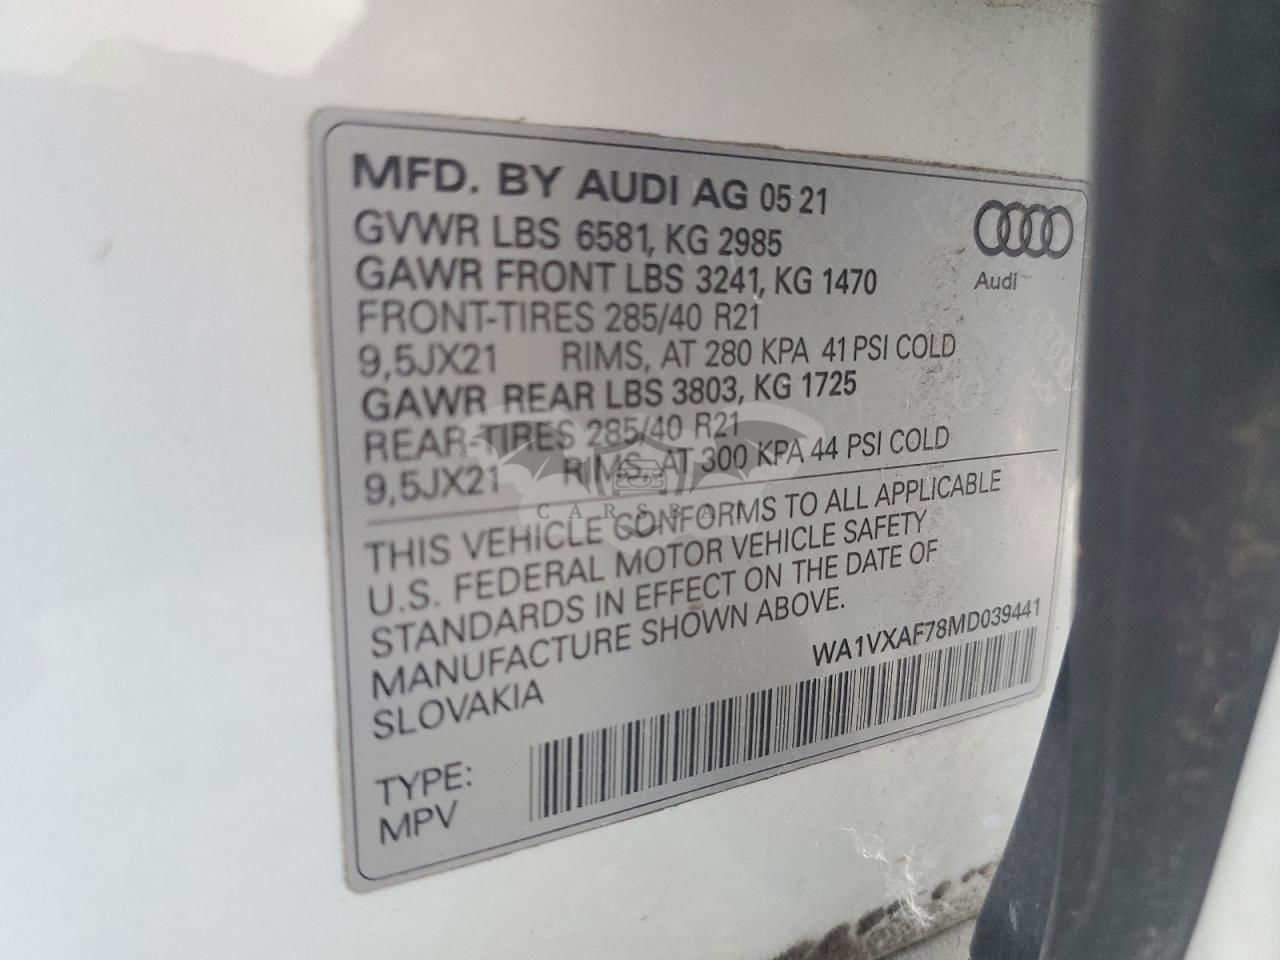 MFD. BY AUDI AG 05 21
GVWR LBS 6581, KG 2985
GAWR FRONT LBS 3241, KG 1470
FRONT-TIRES 285/40 R21
9,5JX21 RIMS, AT 280 KPA 41 PSI COLD
GAWR REAR LBS 3803, KG 1725
REAR-TIRES 285/40 R21
9,5JX21 RIMS, AT 300 KPA 44 PSI COLD
Audi
CARSBAT
THIS VEHICLE CONFORMS TO ALL APPLICABLE
U.S. FEDERAL MOTOR VEHICLE SAFETY
STANDARDS IN EFFECT ON THE DATE OF
MANUFACTURE SHOWN ABOVE.
SLOVAKIA
WA1VXAF78MD039441
TYPE:
MPV